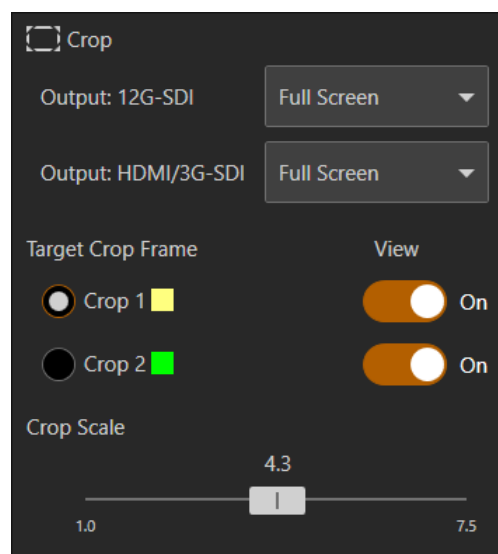 Crop
Output: 12G-SDI Full Screen
Output: HDMI/3G-SDI Full Screen
Target Crop Frame View
Crop 1 On
Crop 2 On
Crop Scale
4.3
1.0 7.5